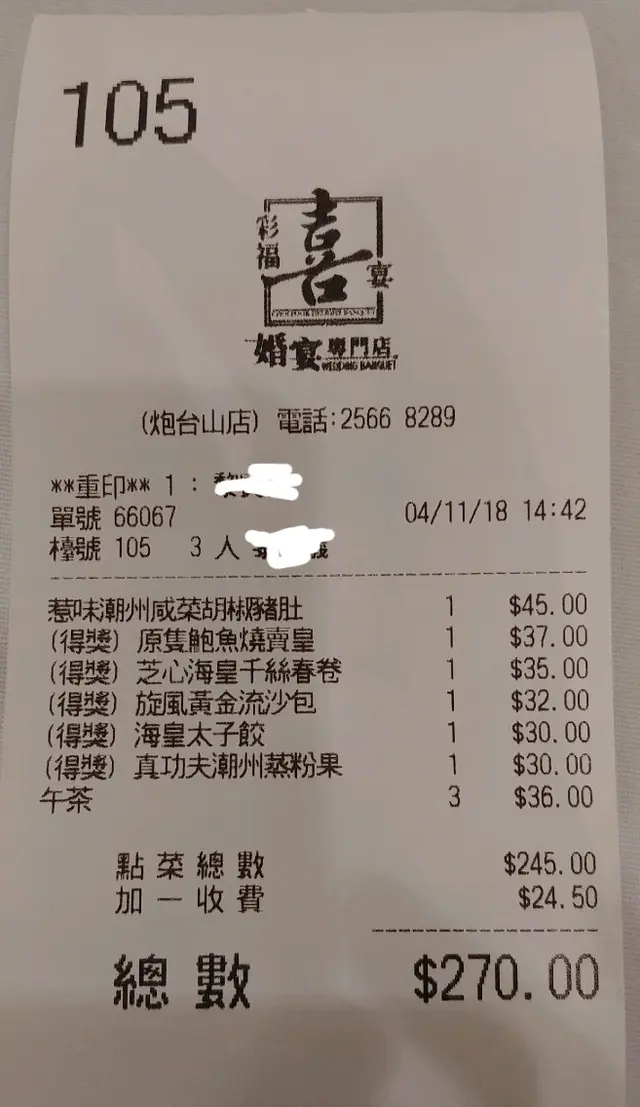 105
彩福
喜
宴
婚宴專門店
WEDDING BANQUET
(炮台山店) 電話:2566 8289
**重印** 1 :
單號 66067
04/11/18 14:42
檯號 105 3 人
惹味潮州咸菜胡椒豬肚 1 $45.00
(得獎) 原隻鮑魚燒賣皇 1 $37.00
(得獎) 芝心海皇千絲春卷 1 $35.00
(得獎) 旋風黃金流沙包 1 $32.00
(得獎) 海皇太子餃 1 $30.00
(得獎) 真功夫潮州蒸粉果 1 $30.00
午茶 3 $36.00
點菜總數 $245.00
加一收費 $24.50
總數 $270.00